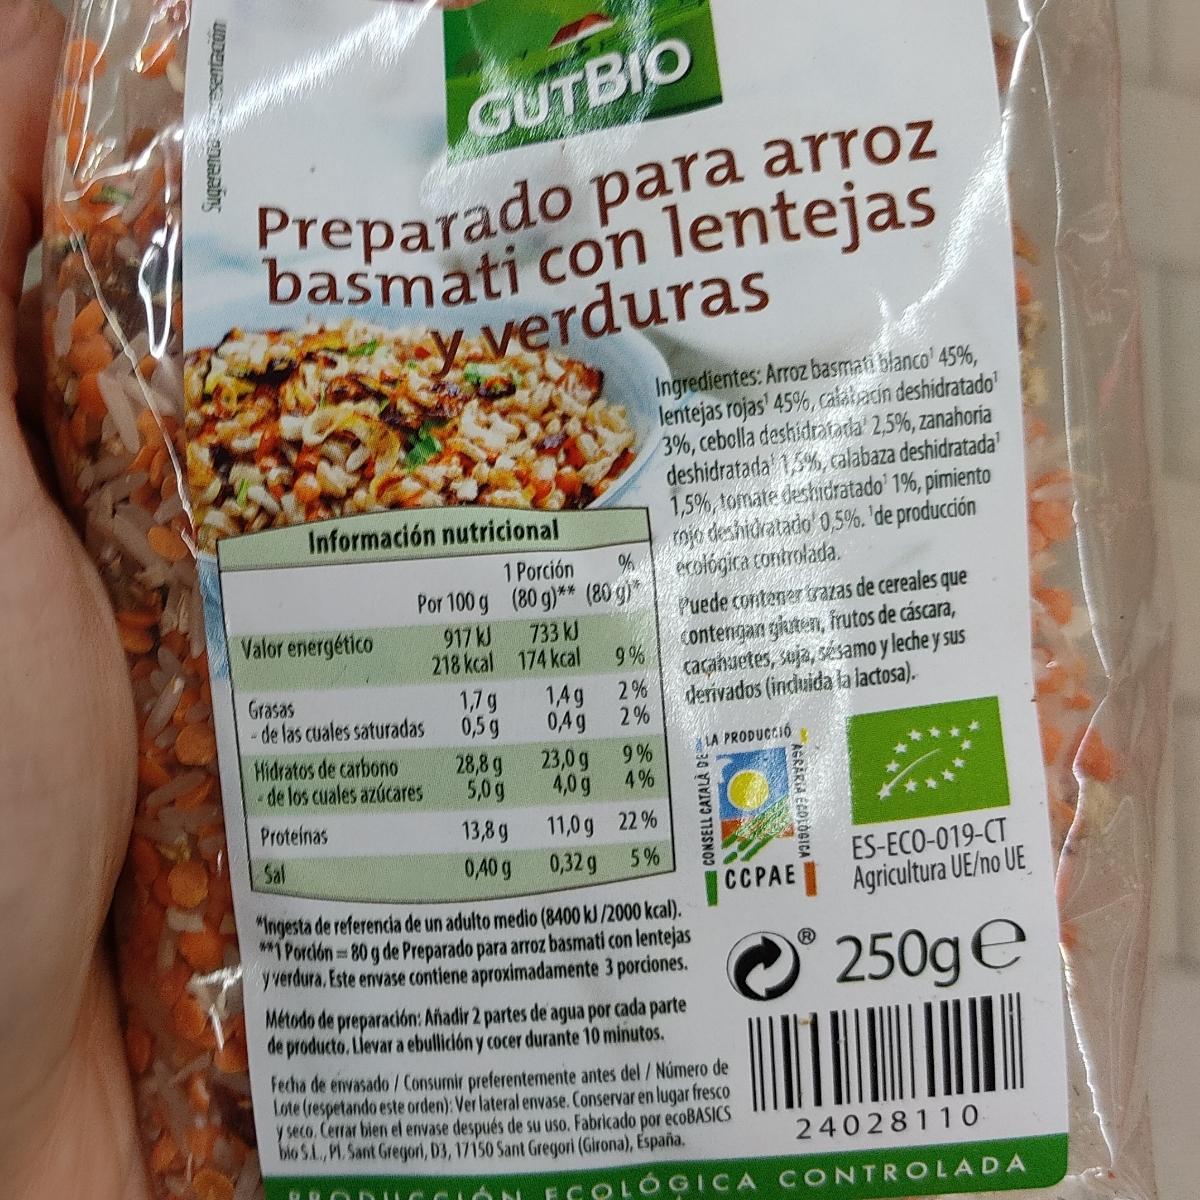 Sugerencia presentación
GUTBIO
Preparado para arroz
basmati con lentejas
y verduras
Ingredientes: Arroz basmati blanco¹ 45%,
lentejas rojas¹ 45%, calabacín deshidratado¹
3%, cebolla deshidratada¹ 2,5%, zanahoria
deshidratada¹ 1,5%, calabaza deshidratada¹
1,5%, tomate deshidratado¹ 1%, pimiento
rojo deshidratado¹ 0,5%. ¹de producción
ecológica controlada.
Puede contener trazas de cereales que
contengan gluten, frutos de cáscara,
cacahuetes, soja, sésamo y leche y sus
derivados (incluida la lactosa).
Información nutricional
1 Porción %
Por 100 g (80 g)** (80 g)*
Valor energético 917 kJ 733 kJ
218 kcal 174 kcal 9%
Grasas 1,7 g 1,4 g 2%
- de las cuales saturadas 0,5 g 0,4 g 2%
Hidratos de carbono 28,8 g 23,0 g 9%
- de los cuales azúcares 5,0 g 4,0 g 4%
Proteínas 13,8 g 11,0 g 22%
Sal 0,40 g 0,32 g 5%
*Ingesta de referencia de un adulto medio (8400 kJ/2000 kcal).
**1 Porción = 80 g de Preparado para arroz basmati con lentejas
y verdura. Este envase contiene aproximadamente 3 porciones.
Método de preparación: Añadir 2 partes de agua por cada parte
de producto. Llevar a ebullición y cocer durante 10 minutos.
Fecha de envasado / Consumir preferentemente antes del / Número de
Lote (respetando este orden): Ver lateral envase. Conservar en lugar fresco
y seco. Cerrar bien el envase después de su uso. Fabricado por ecoBASICS
bio S.L., Pl. Sant Gregori, D3, 17150 Sant Gregori (Girona), España.
CONSELL CATALÀ DE
LA PRODUCCIÓ
AGRÀRIA ECOLÒGICA
CCPAE
ES-ECO-019-CT
Agricultura UE/no UE
® 250g e
24028110
PRODUCCIÓN ECOLÓGICA CONTROLADA